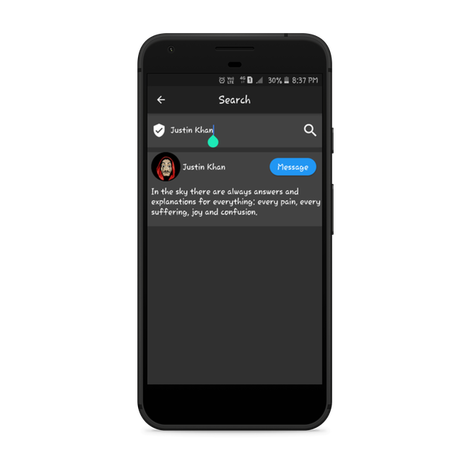 30% 8:37 PM
Search
Justin Khan
Justin Khan
Message
In the sky there are always answers and
explanations for everything: every pain, every
suffering, joy and confusion.